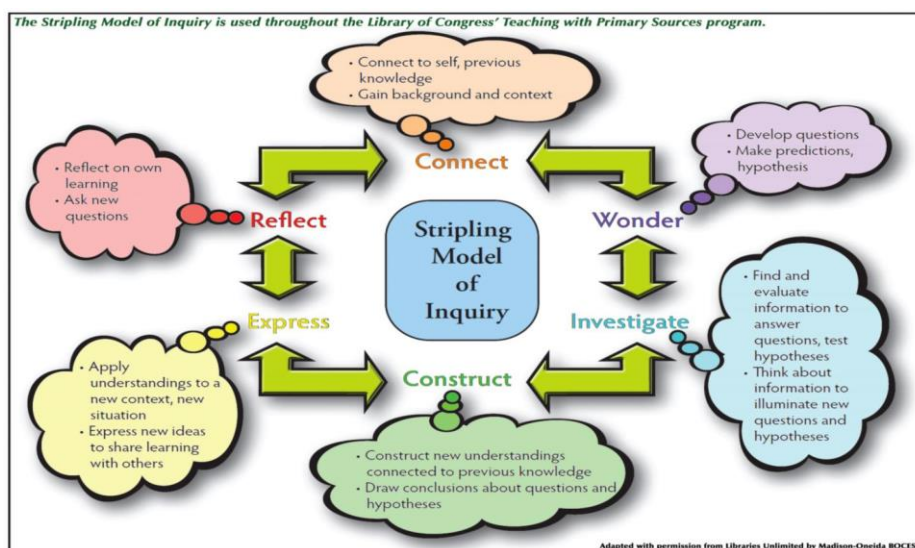 The Stripling Model of Inquiry is used throughout the Library of Congress' Teaching with Primary Sources program.
• Connect to self, previous
knowledge
• Gain background and context
Connect
• Develop questions
• Make predictions,
hypothesis
Wonder
• Reflect on own
learning
• Ask new
questions
Reflect
Stripling
Model
of
Inquiry
• Find and
evaluate
information to
answer
questions, test
hypotheses
• Think about
information to
illuminate new
questions and
hypotheses
Investigate
Express
• Apply
understandings to
a new context, new
situation
• Express new ideas
to share learning
with others
Construct
• Construct new understandings
connected to previous knowledge
• Draw conclusions about questions and
hypotheses
Adapted with permission from Libraries Unlimited by Madison-Oneida BOCES